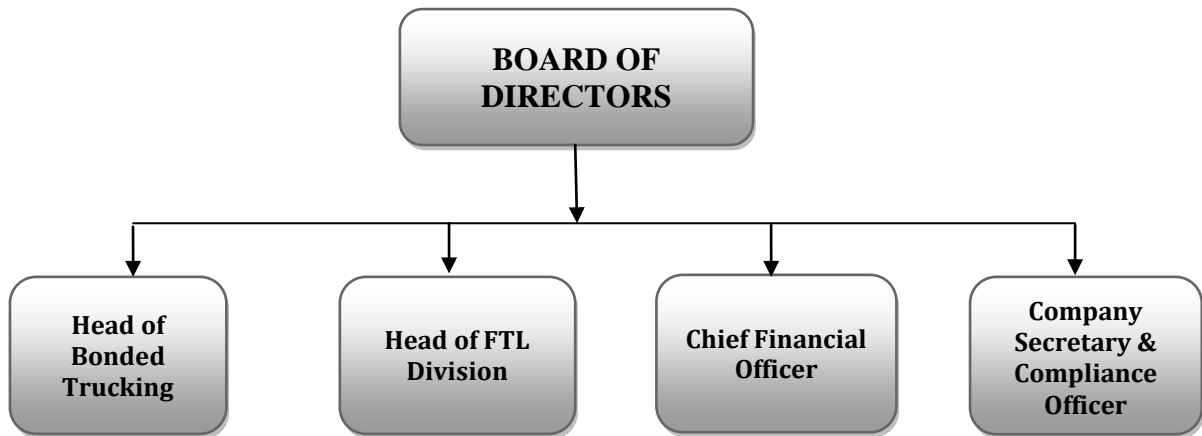 BOARD OF
DIRECTORS
Head of
Bonded
Trucking
Head of FTL
Division
Chief Financial
Officer
Company
Secretary &
Compliance
Officer